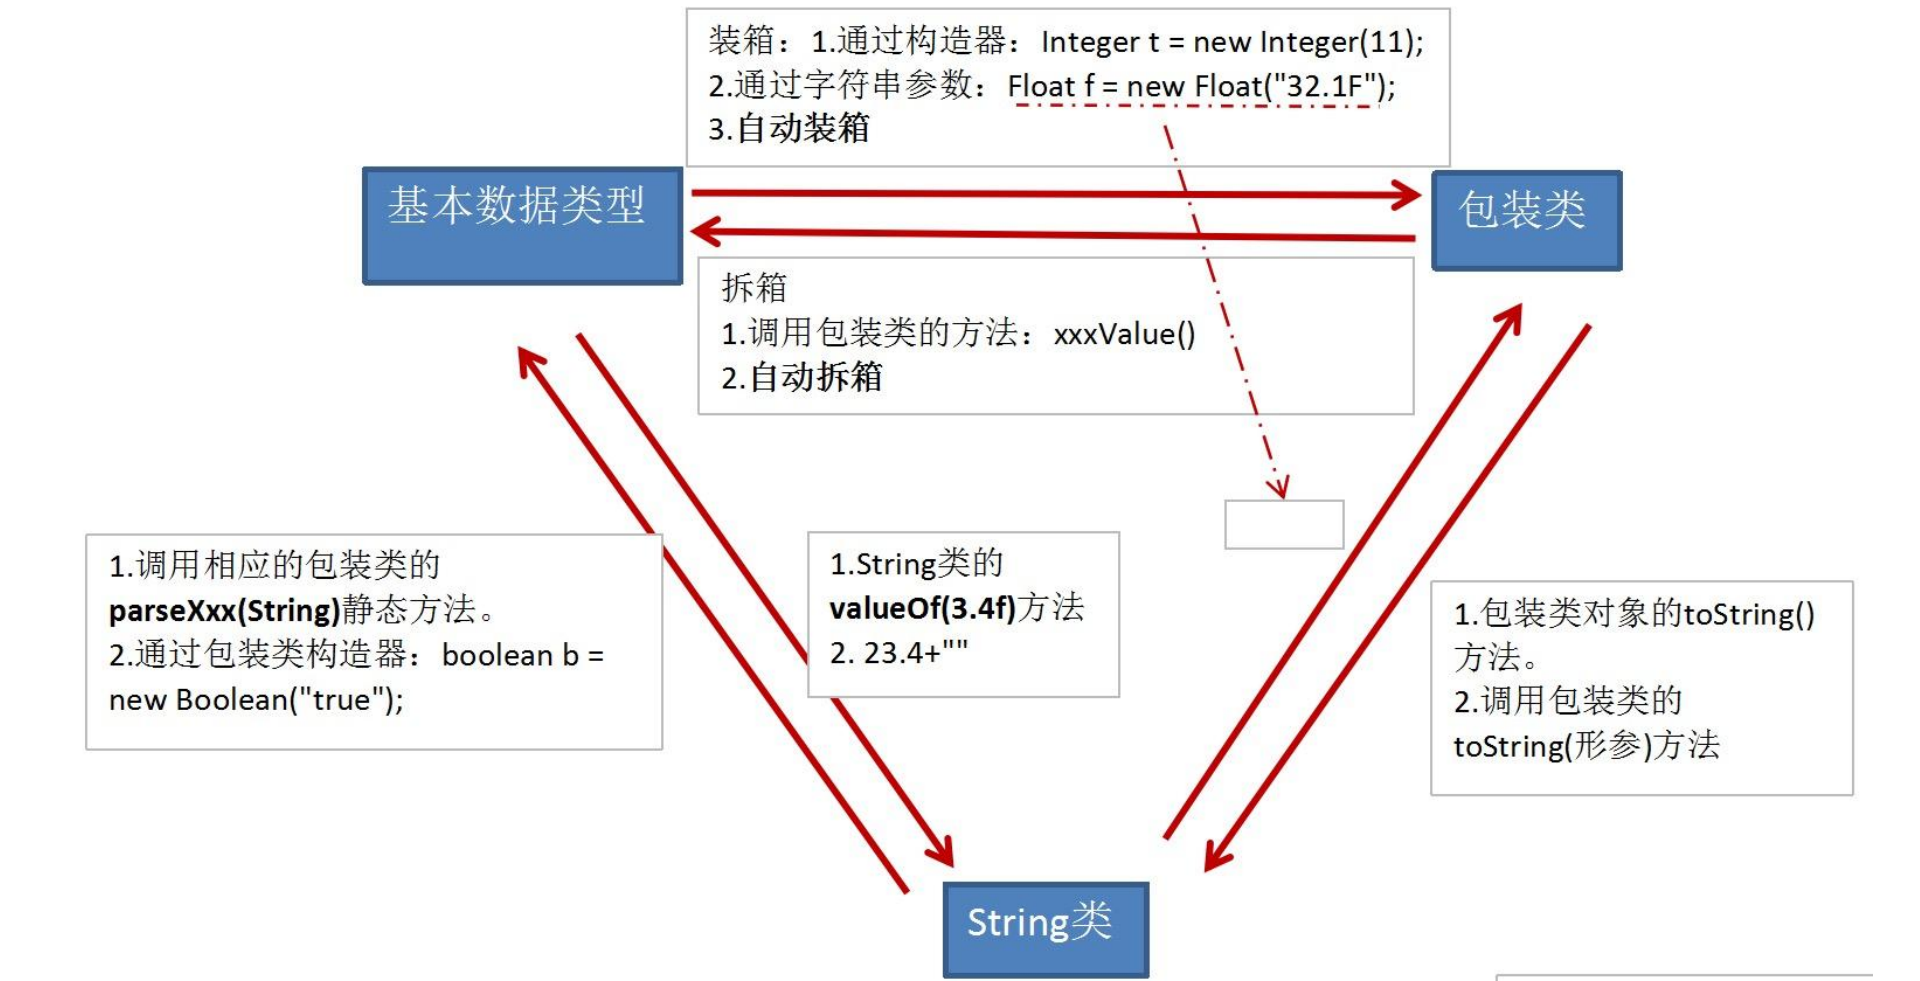 装箱：1.通过构造器：Integer t = new Integer(11);
2.通过字符串参数：Float f = new Float("32.1F");
3.自动装箱
基本数据类型
包装类
拆箱
1.调用包装类的方法：xxxValue()
2.自动拆箱
1.调用相应的包装类的
parseXxx(String)静态方法。
2.通过包装类构造器：boolean b =
new Boolean("true");
1.String类的
valueOf(3.4f)方法
2. 23.4+""
1.包装类对象的toString()
方法。
2.调用包装类的
toString(形参)方法
String类